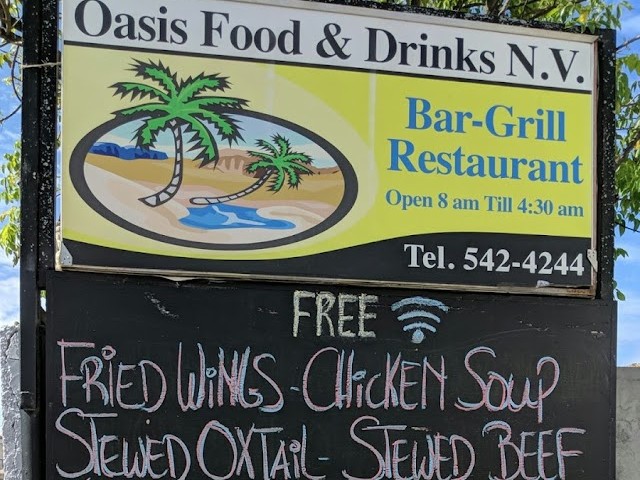 Oasis Food & Drinks N.V.
Bar-Grill
Restaurant
Open 8 am Till 4:30 am
Tel. 542-4244
FREE
FRIED WINGS - CHICKEN SOUP
STEWED OXTAIL - STEWED BEEF